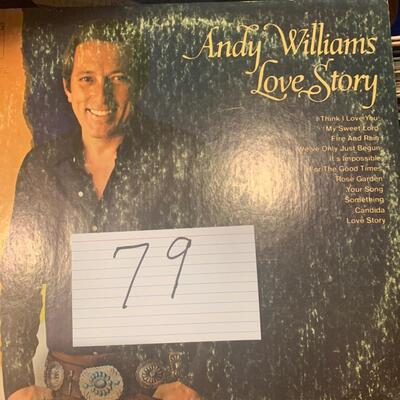 Andy Williams
Love Story
I Think I Love You
My Sweet Lord
Fire And Rain
We've Only Just Begun
It's Impossible
For The Good Times
Rose Garden
Your Song
Something
Candida
Love Story
79